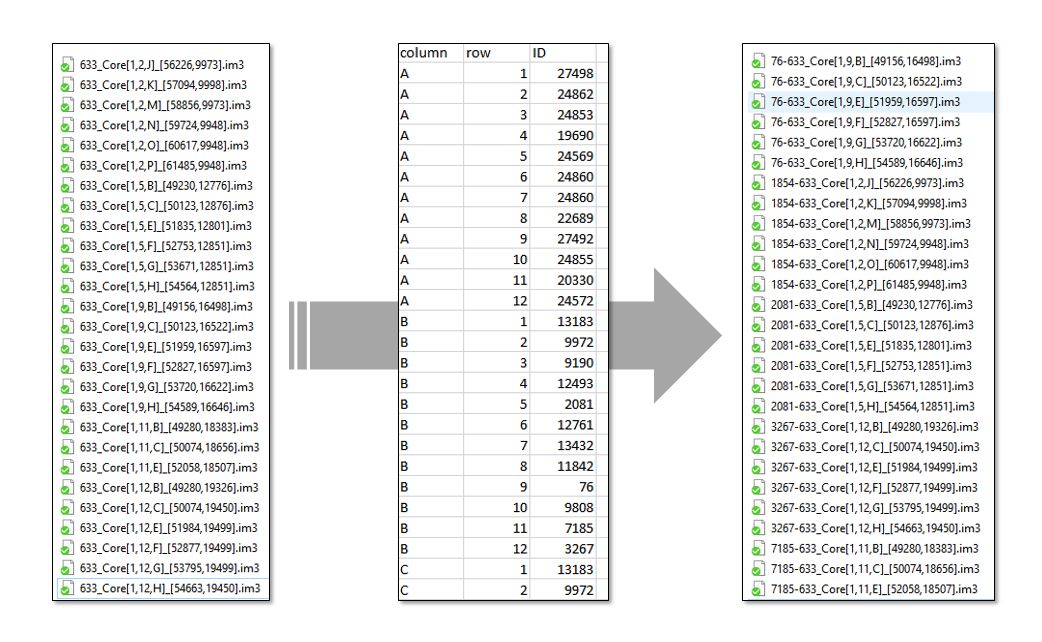 633_Core[1,2,J]_[56226,9973].im3
633_Core[1,2,K]_[57094,9998].im3
633_Core[1,2,M]_[58856,9973].im3
633_Core[1,2,N]_[59724,9948].im3
633_Core[1,2,O]_[60617,9948].im3
633_Core[1,2,P]_[61485,9948].im3
633_Core[1,5,B]_[49230,12776].im3
633_Core[1,5,C]_[50123,12876].im3
633_Core[1,5,E]_[51835,12801].im3
633_Core[1,5,F]_[52753,12851].im3
633_Core[1,5,G]_[53671,12851].im3
633_Core[1,5,H]_[54564,12851].im3
633_Core[1,9,B]_[49156,16498].im3
633_Core[1,9,C]_[50123,16522].im3
633_Core[1,9,E]_[51959,16597].im3
633_Core[1,9,F]_[52827,16597].im3
633_Core[1,9,G]_[53720,16622].im3
633_Core[1,9,H]_[54589,16646].im3
633_Core[1,11,B]_[49280,18383].im3
633_Core[1,11,C]_[50074,18656].im3
633_Core[1,11,E]_[52058,18507].im3
633_Core[1,12,B]_[49280,19326].im3
633_Core[1,12,C]_[50074,19450].im3
633_Core[1,12,E]_[51984,19499].im3
633_Core[1,12,F]_[52877,19499].im3
633_Core[1,12,G]_[53795,19499].im3
633_Core[1,12,H]_[54663,19450].im3
column row ID
A 1 27498
A 2 24862
A 3 24853
A 4 19690
A 5 24569
A 6 24860
A 7 24860
A 8 22689
A 9 27492
A 10 24855
A 11 20330
A 12 24572
B 1 13183
B 2 9972
B 3 9190
B 4 12493
B 5 2081
B 6 12761
B 7 13432
B 8 11842
B 9 76
B 10 9808
B 11 7185
B 12 3267
C 1 13183
C 2 9972
76-633_Core[1,9,B]_[49156,16498].im3
76-633_Core[1,9,C]_[50123,16522].im3
76-633_Core[1,9,E]_[51959,16597].im3
76-633_Core[1,9,F]_[52827,16597].im3
76-633_Core[1,9,G]_[53720,16622].im3
76-633_Core[1,9,H]_[54589,16646].im3
1854-633_Core[1,2,J]_[56226,9973].im3
1854-633_Core[1,2,K]_[57094,9998].im3
1854-633_Core[1,2,M]_[58856,9973].im3
1854-633_Core[1,2,N]_[59724,9948].im3
1854-633_Core[1,2,O]_[60617,9948].im3
1854-633_Core[1,2,P]_[61485,9948].im3
2081-633_Core[1,5,B]_[49230,12776].im3
2081-633_Core[1,5,C]_[50123,12876].im3
2081-633_Core[1,5,E]_[51835,12801].im3
2081-633_Core[1,5,F]_[52753,12851].im3
2081-633_Core[1,5,G]_[53671,12851].im3
2081-633_Core[1,5,H]_[54564,12851].im3
3267-633_Core[1,12,B]_[49280,19326].im3
3267-633_Core[1,12,C]_[50074,19450].im3
3267-633_Core[1,12,E]_[51984,19499].im3
3267-633_Core[1,12,F]_[52877,19499].im3
3267-633_Core[1,12,G]_[53795,19499].im3
3267-633_Core[1,12,H]_[54663,19450].im3
7185-633_Core[1,11,B]_[49280,18383].im3
7185-633_Core[1,11,C]_[50074,18656].im3
7185-633_Core[1,11,E]_[52058,18507].im3